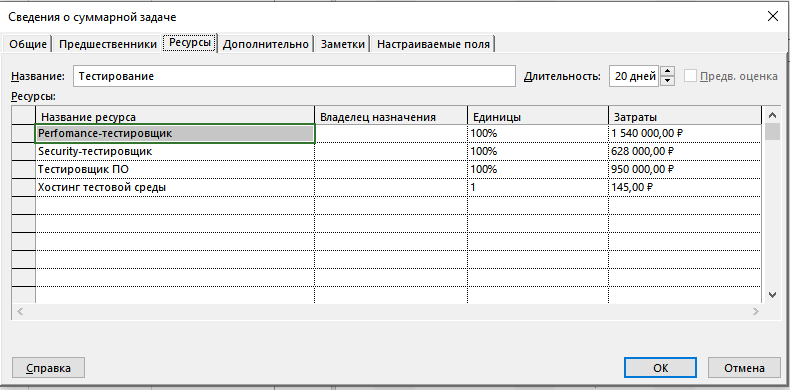 Сведения о суммарной задаче
Общие Предшественники Ресурсы Дополнительно Заметки Настраиваемые поля
Название: Тестирование Длительность: 20 дней Предв. оценка
Ресурсы:
Название ресурса Владелец назначения Единицы Затраты
Perfomance-тестировщик 100% 1 540 000,00 ₽
Security-тестировщик 100% 628 000,00 ₽
Тестировщик ПО 100% 950 000,00 ₽
Хостинг тестовой среды 1 145,00 ₽
Справка OK Отмена